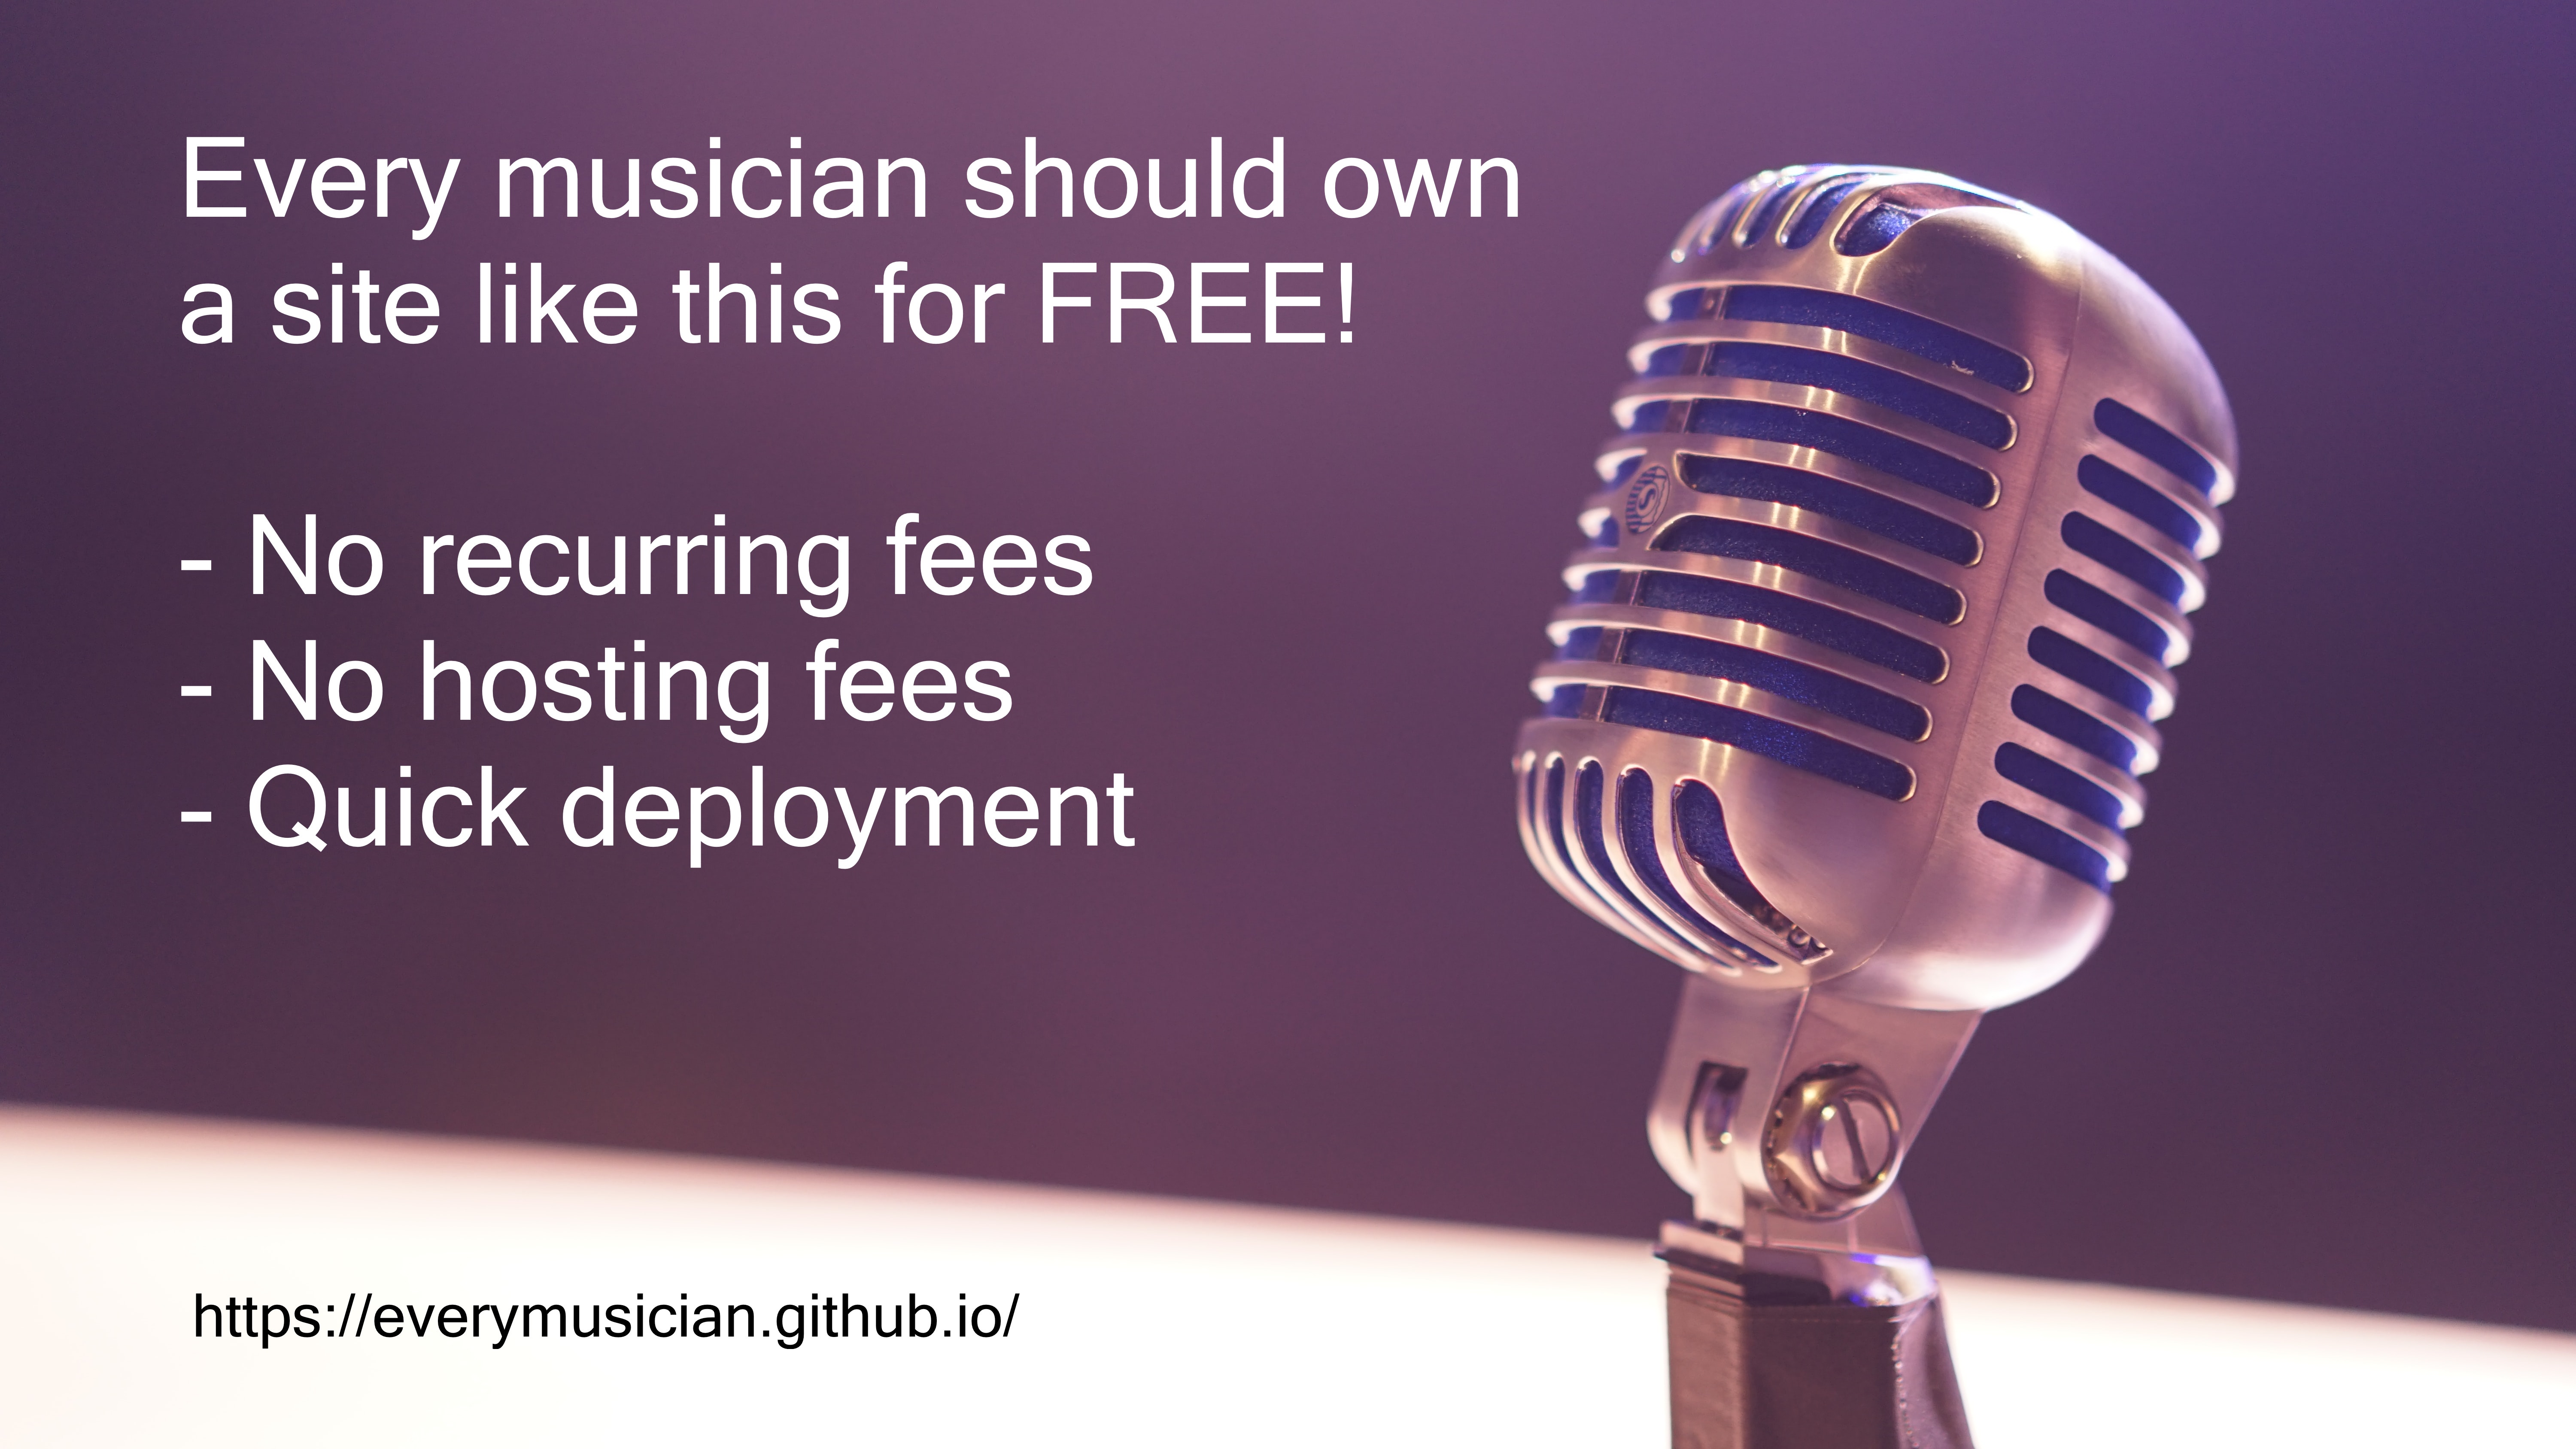 Every musician should own
a site like this for FREE!
- No recurring fees
- No hosting fees
- Quick deployment
https://everymusician.github.io/